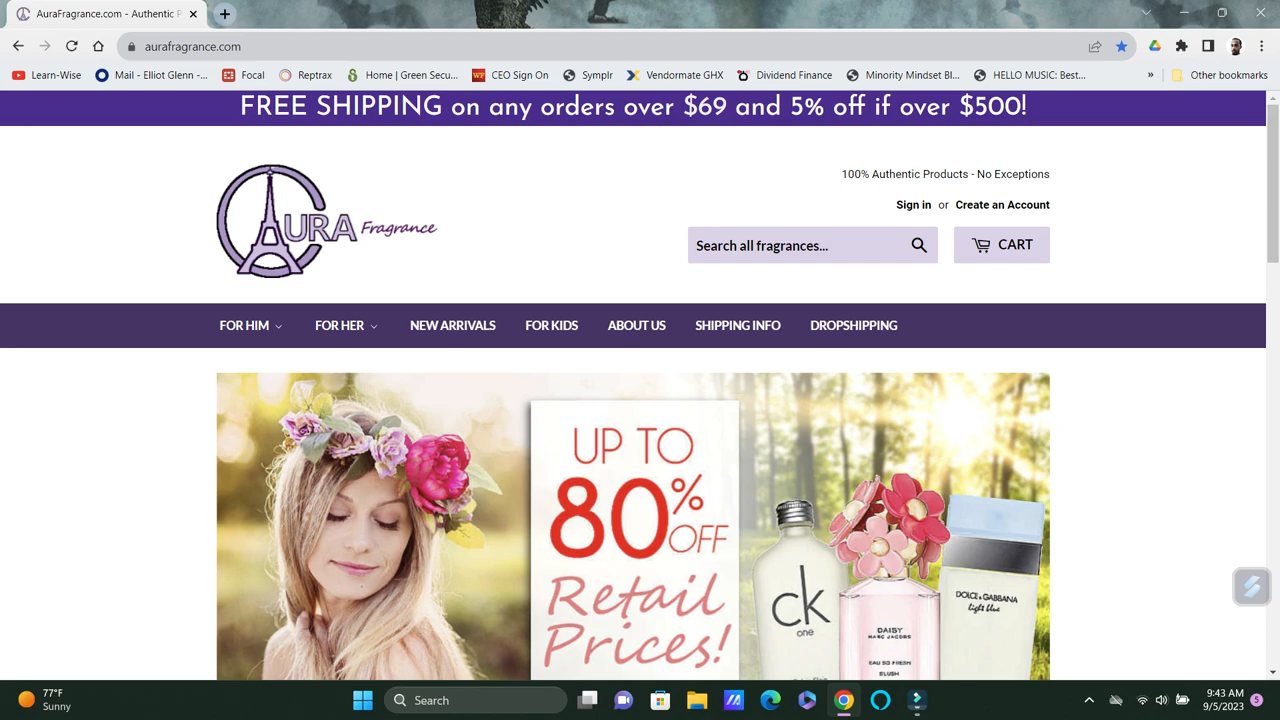 AuraFragrance.com - Authentic P
aurafragrance.com
Learn-Wise
Mail - Elliot Glenn -...
Focal
Reptrax
Home | Green Secu...
WF
CEO Sign On
Symplr
Vendormate GHX
Dividend Finance
Minority Mindset Bl...
HELLO MUSIC: Best...
»
Other bookmarks
FREE SHIPPING on any orders over $69 and 5% off if over $500!
AURA Fragrance
100% Authentic Products - No Exceptions
Sign in or Create an Account
Search all fragrances...
CART
FOR HIM
FOR HER
NEW ARRIVALS
FOR KIDS
ABOUT US
SHIPPING INFO
DROPSHIPPING
UP TO
80% OFF
Retail
Prices!
ck
one
DAISY
MARC JACOBS
EAU SO FRESH
BLUSH
DOLCE & GABBANA
light blue
77°F
Sunny
Search
9:43 AM
9/5/2023
5